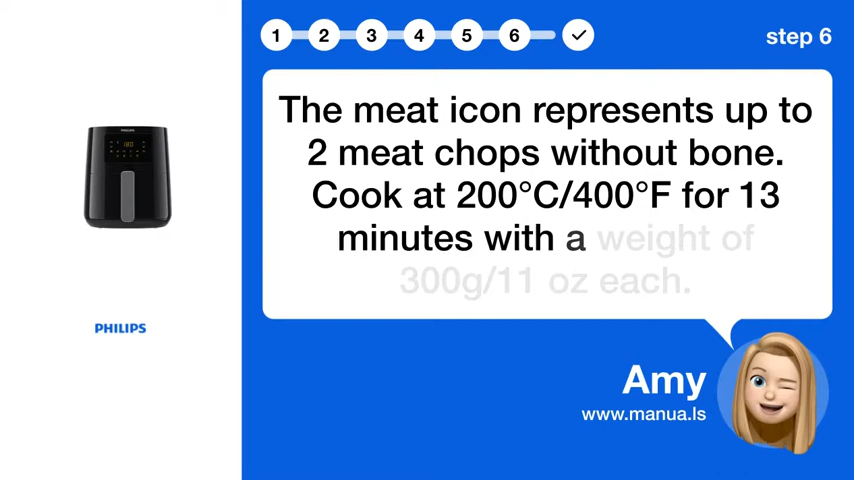 1 2 3 4 5 6
step 6
The meat icon represents up to
2 meat chops without bone.
Cook at 200°C/400°F for 13
minutes with a weight of
300g/11 oz each.
PHILIPS
Amy
www.manua.ls